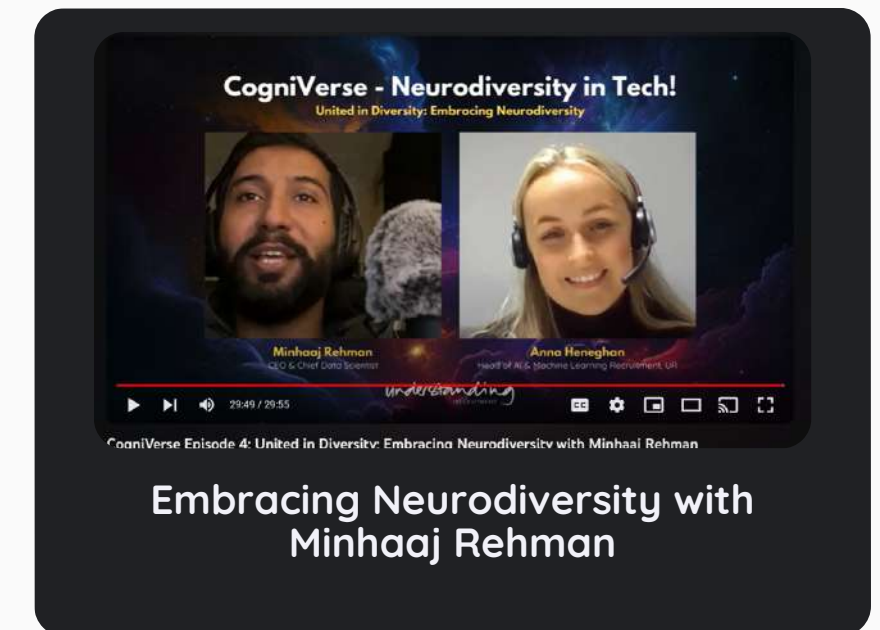 CogniVerse - Neurodiversity in Tech!
United in Diversity: Embracing Neurodiversity
Minhaaj Rehman
CEO & Chief Data Scientist
Anna Heneghan
Head of AI & Machine Learning Recruitment, UR
understanding
29:49 / 29:55
CC
CogniVerse Episode 4: United in Diversity: Embracing Neurodiversity with Minhaaj Rehman
Embracing Neurodiversity with
Minhaaj Rehman